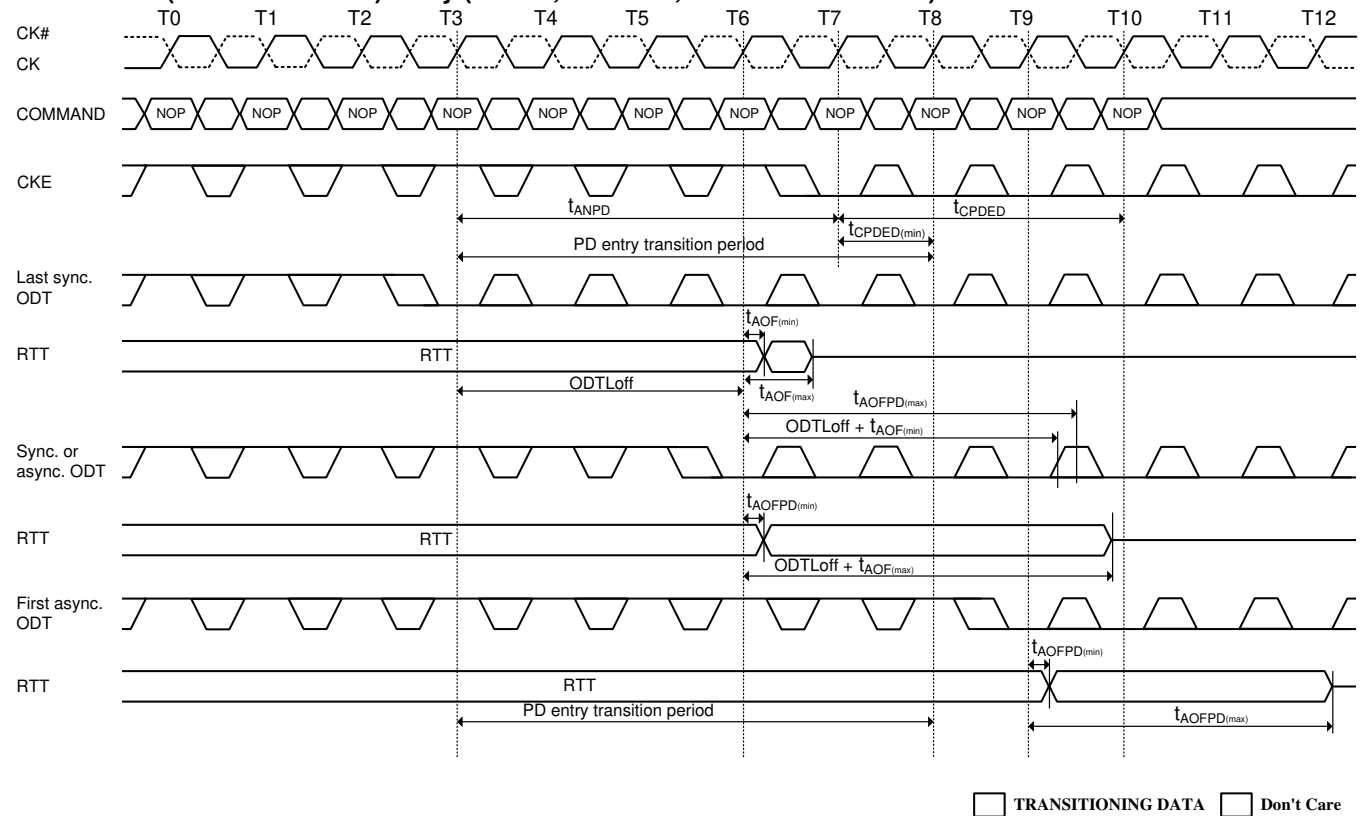 T0 T1 T2 T3 T4 T5 T6 T7 T8 T9 T10 T11 T12
CK#
CK
COMMAND NOP NOP NOP NOP NOP NOP NOP NOP NOP NOP NOP
CKE
tANPD tCPDED
tCPDED(min)
PD entry transition period
Last sync.
ODT
tAOF(min)
RTT RTT
ODTLoff
tAOF(max)
tAOFPD(max)
ODTLoff + tAOF(min)
Sync. or
async. ODT
tAOFPD(min)
RTT RTT
ODTLoff + tAOF(max)
First async.
ODT
tAOFPD(min)
RTT RTT
PD entry transition period
tAOFPD(max)
TRANSITIONING DATA Don't Care